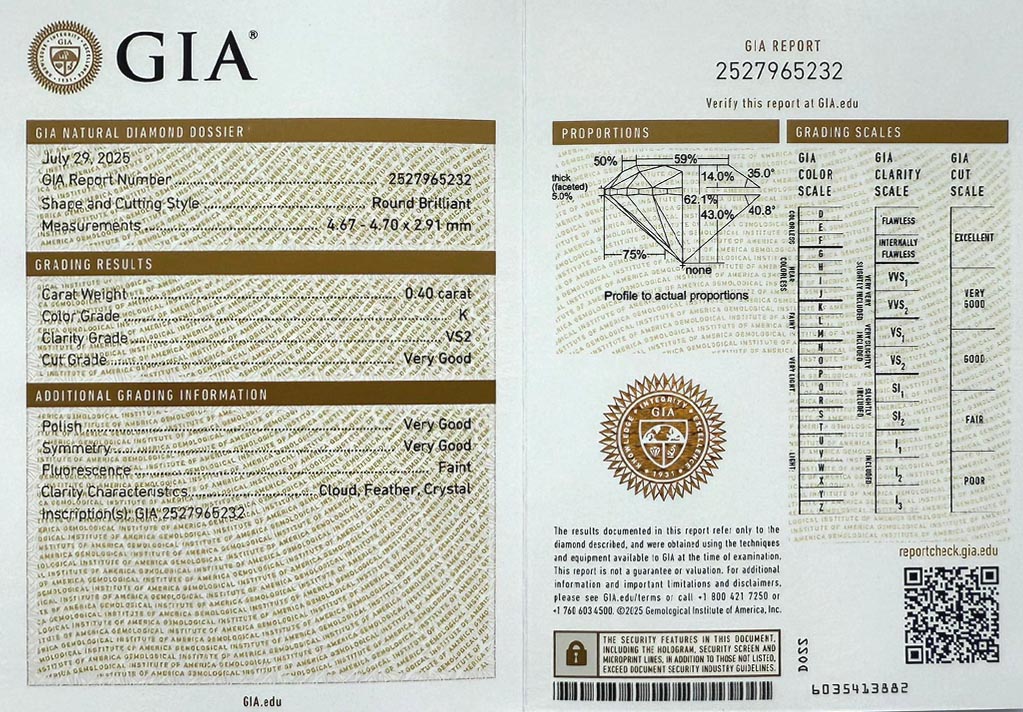 GIA®
GIA NATURAL DIAMOND DOSSIER
July 29, 2025
GIA Report Number 2527965232
Shape and Cutting Style Round Brilliant
Measurements 4.67 - 4.70 x 2.91 mm
GRADING RESULTS
Carat Weight 0.40 carat
Color Grade K
Clarity Grade VS2
Cut Grade Very Good
ADDITIONAL GRADING INFORMATION
Polish Very Good
Symmetry Very Good
Fluorescence Faint
Clarity Characteristics Cloud, Feather, Crystal
Inscription(s): GIA 2527965232
GIA.edu
GIA REPORT
2527965232
Verify this report at GIA.edu
PROPORTIONS
50% 59%
14.0% 35.0°
thick
(faceted)
5.0%
62.1%
43.0% 40.8°
75%
none
Profile to actual proportions
INTEGRITY
GIA
1931
The results documented in this report refer only to the
diamond described, and were obtained using the techniques
and equipment available to GIA at the time of examination.
This report is not a guarantee or valuation. For additional
information and important limitations and disclaimers,
please see GIA.edu/terms or call +1 800 421 7250 or
+1 760 603 4500. ©2025 Gemological Institute of America, Inc.
THE SECURITY FEATURES IN THIS DOCUMENT,
INCLUDING THE HOLOGRAM, SECURITY SCREEN AND
MICROPRINT LINES, IN ADDITION TO THOSE NOT LISTED,
EXCEED DOCUMENT SECURITY INDUSTRY GUIDELINES.
GRADING SCALES
GIA
COLOR
SCALE
COLORLESS
D
E
F
NEAR COLORLESS
G
H
I
J
FAINT
K
L
M
VERY LIGHT
N
O
P
Q
R
LIGHT
S
T
U
V
W
X
Y
Z
GIA
CLARITY
SCALE
FLAWLESS
INTERNALLY
FLAWLESS
VERY VERY
SLIGHTLY INCLUDED
VVS1
VVS2
VERY SLIGHTLY
INCLUDED
VS1
VS2
SLIGHTLY
INCLUDED
SI1
SI2
INCLUDED
I1
I2
I3
GIA
CUT
SCALE
EXCELLENT
VERY
GOOD
GOOD
FAIR
POOR
reportcheck.gia.edu
6035413882